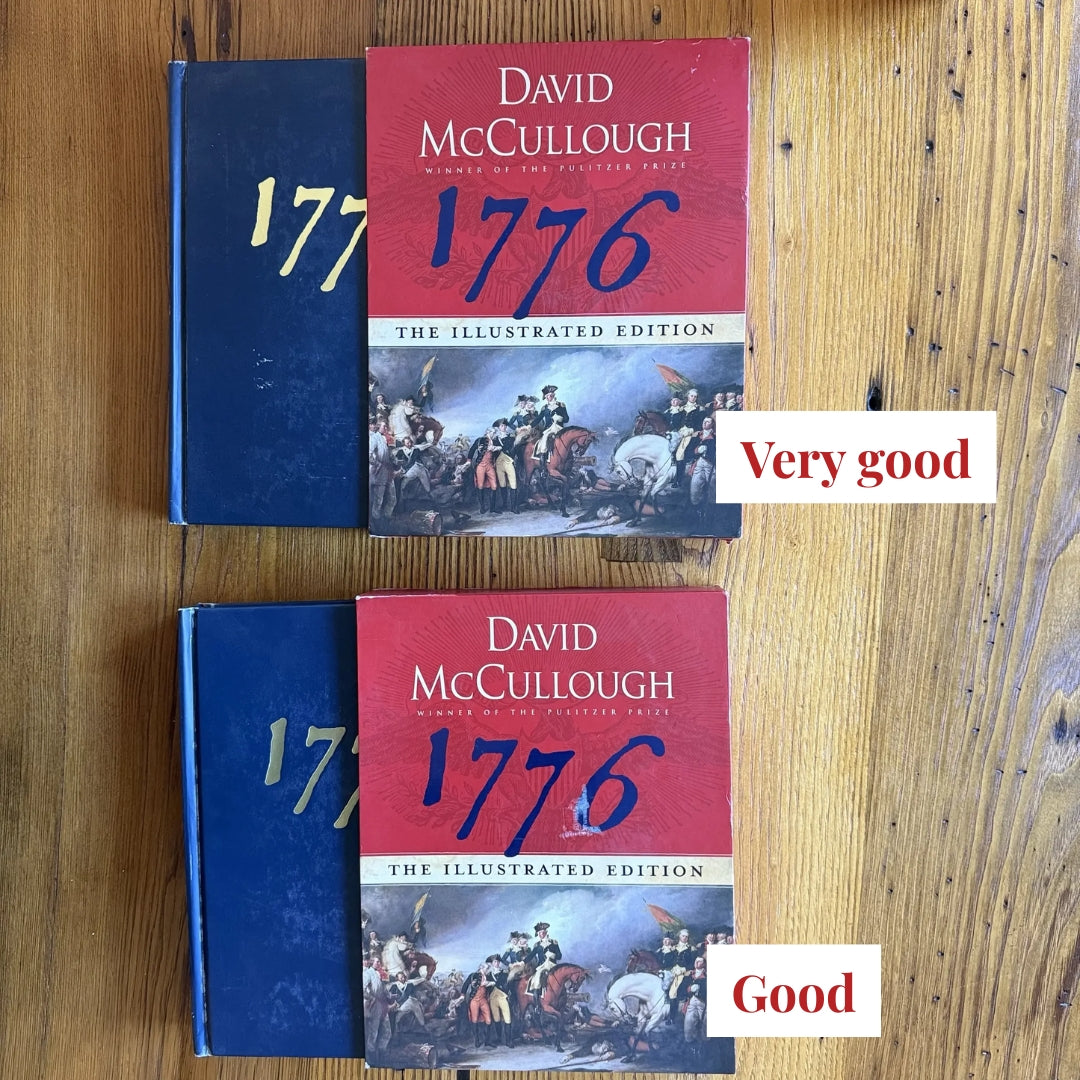 177
DAVID
McCULLOUGH
WINNER OF THE PULITZER PRIZE
1776
THE ILLUSTRATED EDITION
Very good
177
DAVID
McCULLOUGH
WINNER OF THE PULITZER PRIZE
1776
THE ILLUSTRATED EDITION
Good